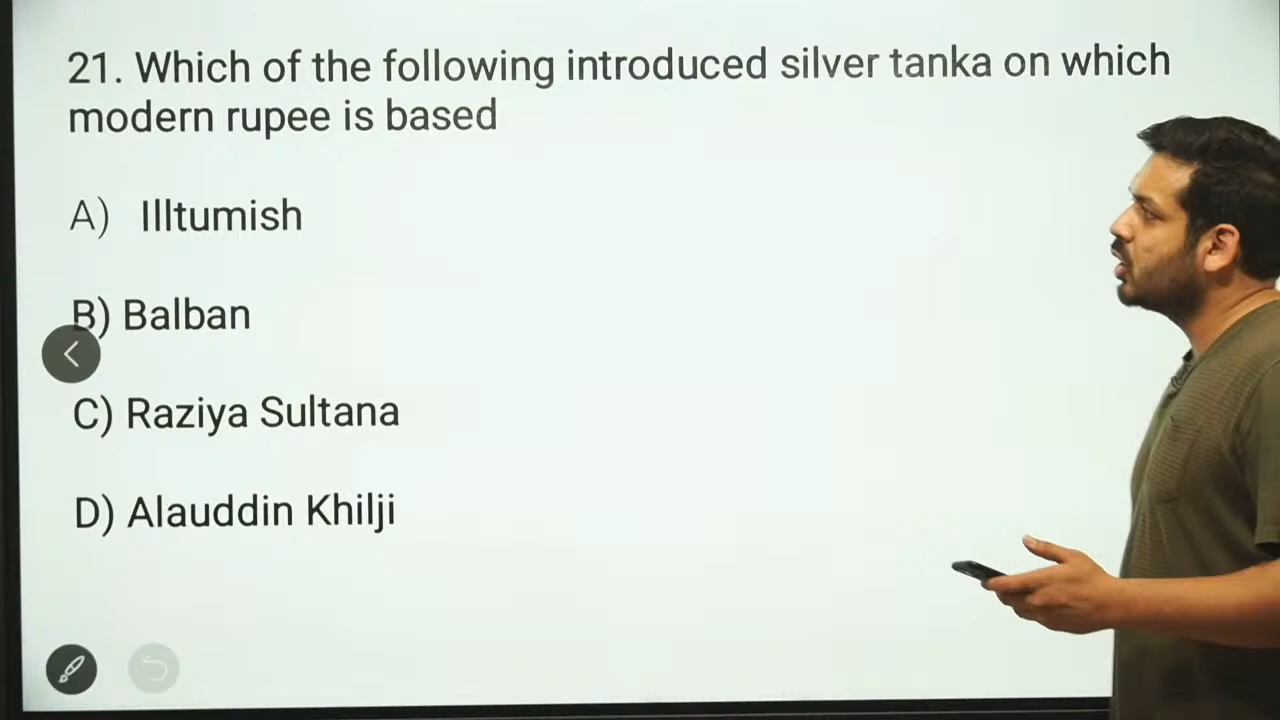 21. Which of the following introduced silver tanka on which
modern rupee is based
A) Illtumish
B) Balban
C) Raziya Sultana
D) Alauddin Khilji